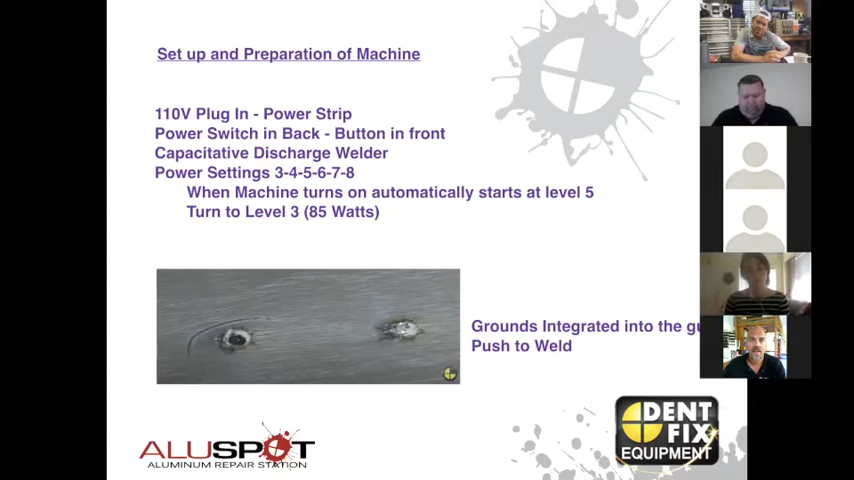 Set up and Preparation of Machine
110V Plug In - Power Strip
Power Switch in Back - Button in front
Capacitative Discharge Welder
Power Settings 3-4-5-6-7-8
When Machine turns on automatically starts at level 5
Turn to Level 3 (85 Watts)
Grounds Integrated into the
Push to Weld
ALUSPOT
ALUMINUM REPAIR STATION
DENT
FIX
EQUIPMENT